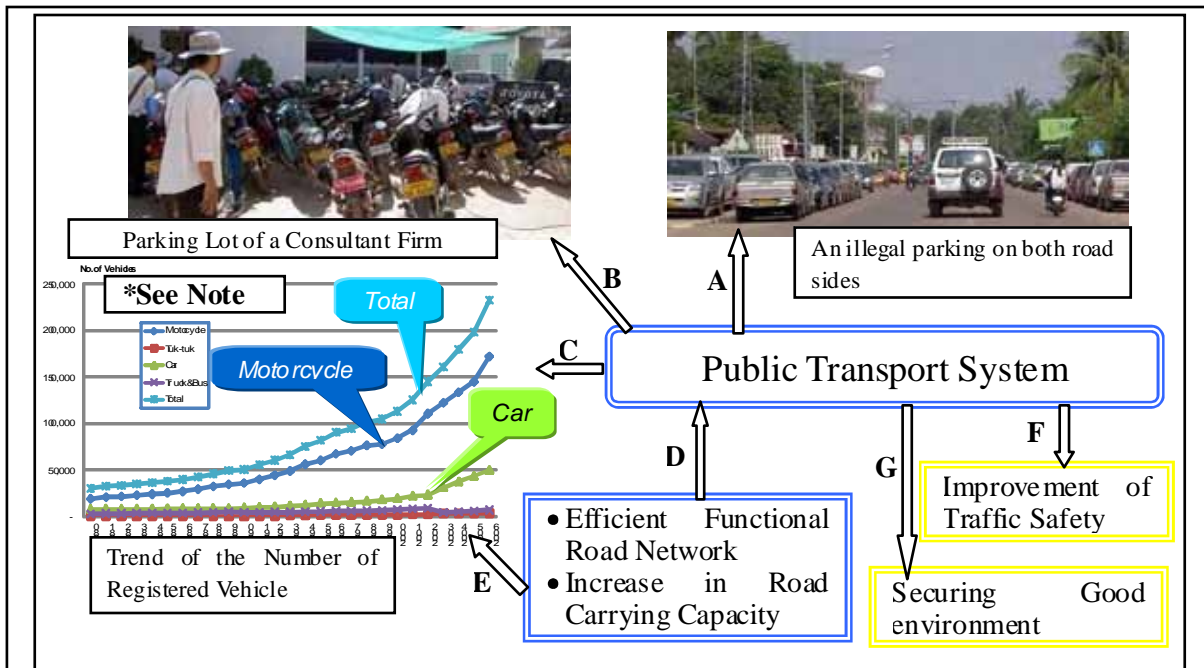 TOYOTA
Parking Lot of a Consultant Firm
An illegal parking on both road
sides
B
A
No.of Vehicles
*See Note
250,000
200,000
150,000
100,000
50,000
-
Motorcycle
Tuk-tuk
Car
Truck&Bus
Total
Total
Motorcycle
Car
C
Public Transport System
D
G
F
E
Trend of the Number of
Registered Vehicle
• Efficient Functional
Road Network
• Increase in Road
Carrying Capacity
Improvement of
Traffic Safety
Securing Good
environment